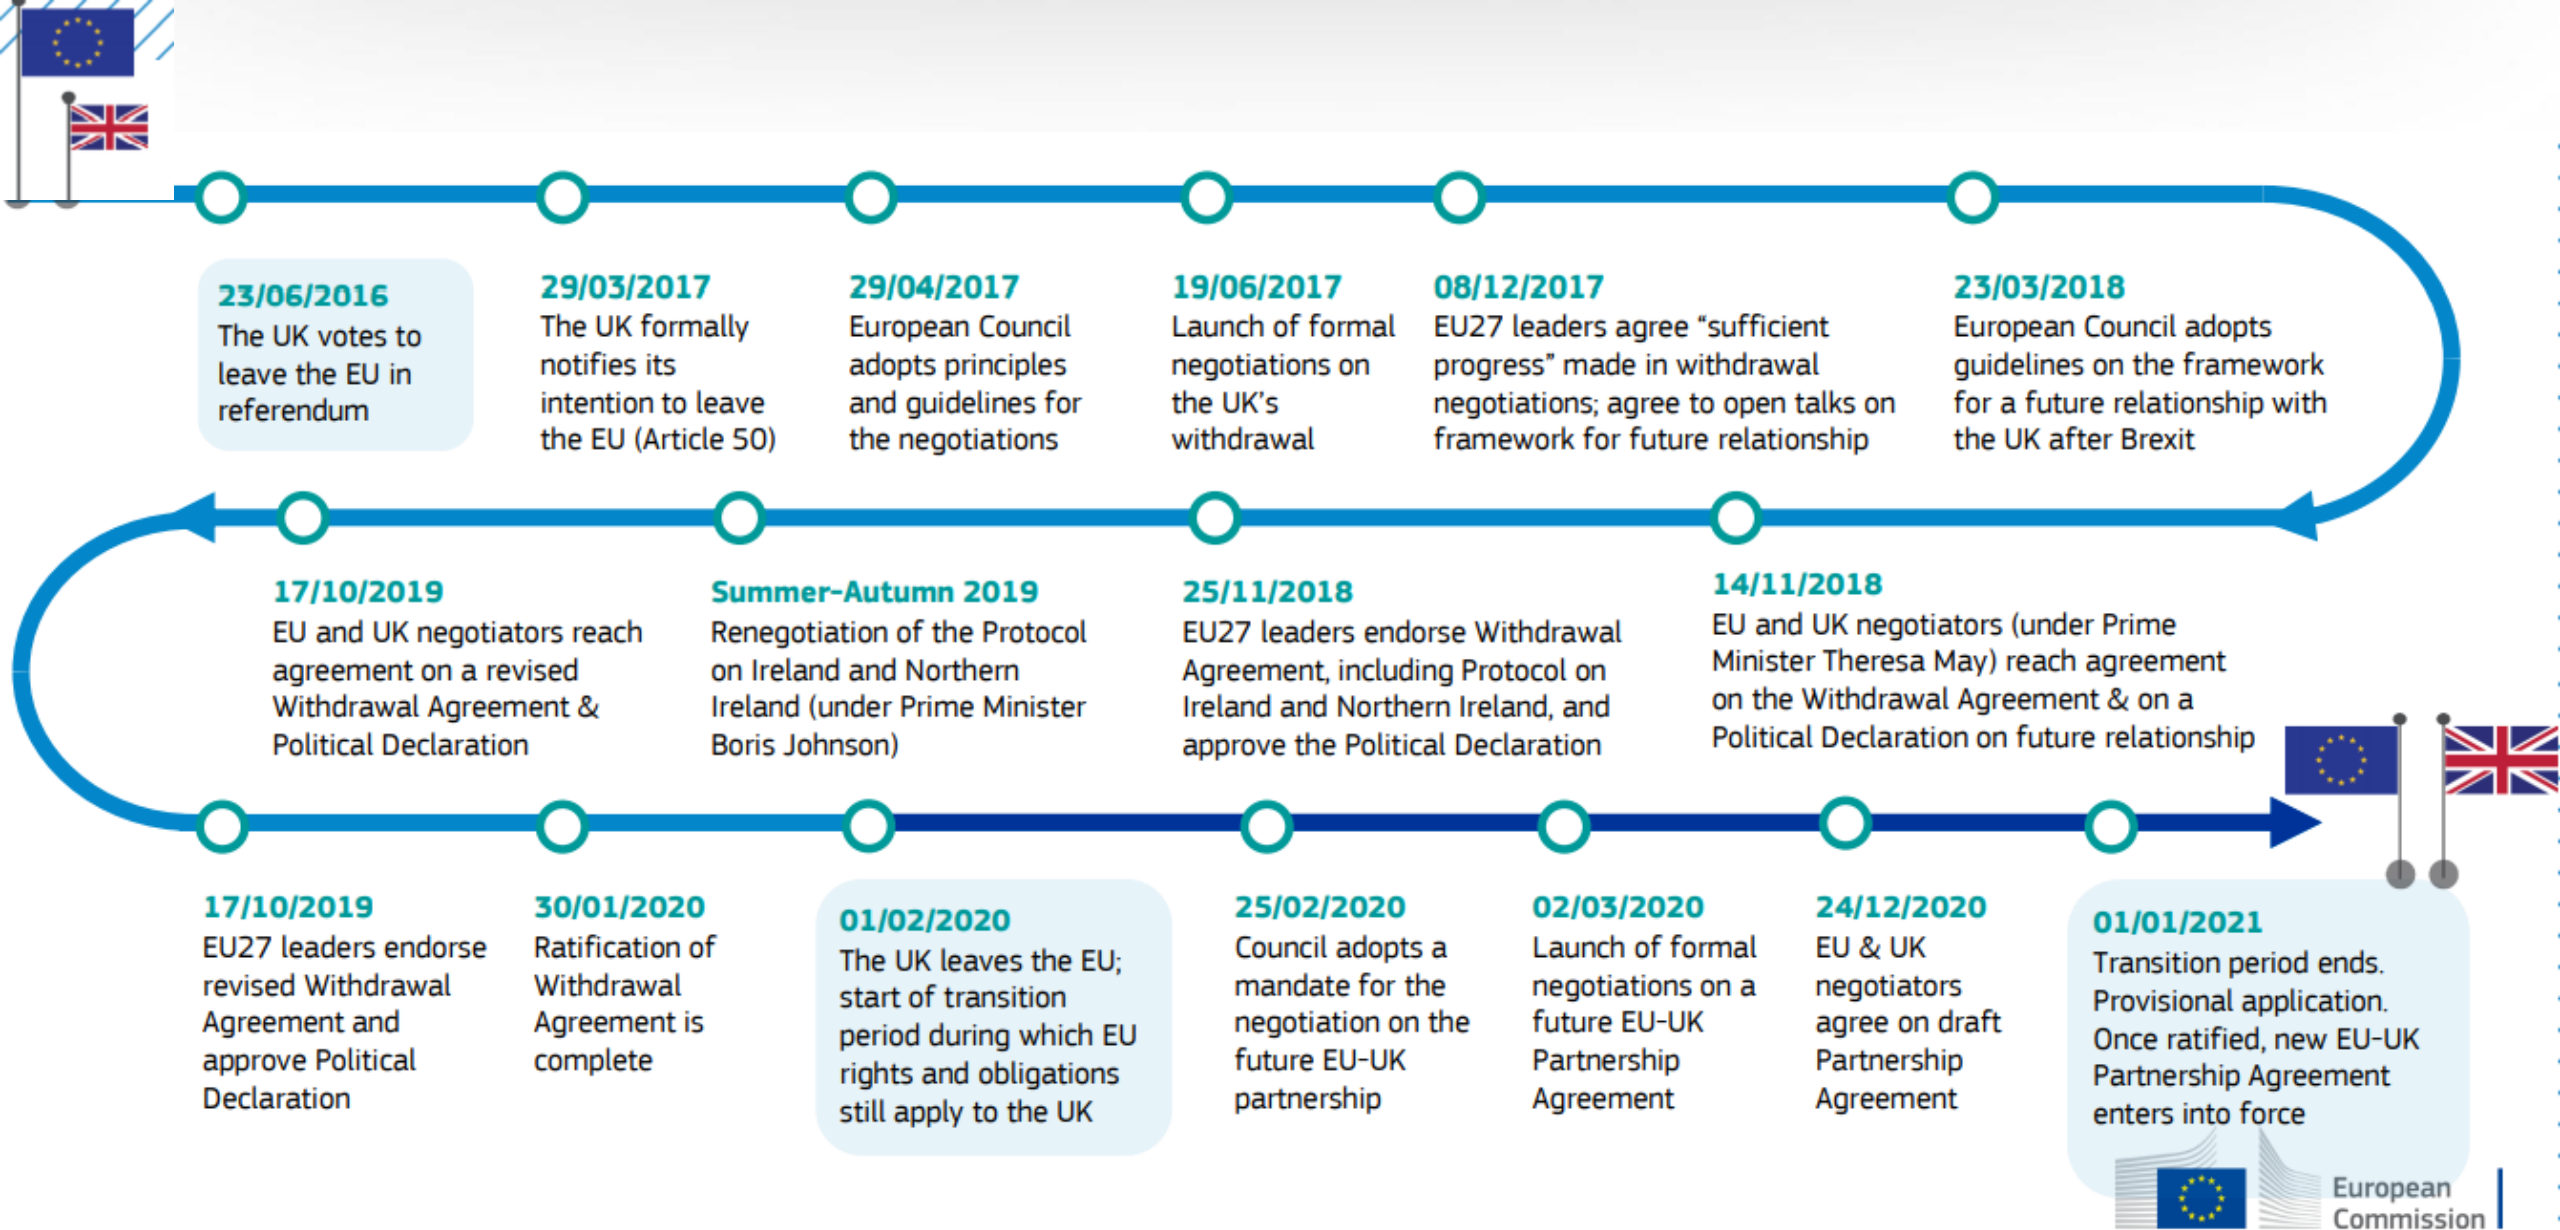 23/06/2016
The UK votes to
leave the EU in
referendum
29/03/2017
The UK formally
notifies its
intention to leave
the EU (Article 50)
29/04/2017
European Council
adopts principles
and guidelines for
the negotiations
19/06/2017
Launch of formal
negotiations on
the UK's
withdrawal
08/12/2017
EU27 leaders agree “sufficient
progress” made in withdrawal
negotiations; agree to open talks on
framework for future relationship
23/03/2018
European Council adopts
guidelines on the framework
for a future relationship with
the UK after Brexit
14/11/2018
EU and UK negotiators (under Prime
Minister Theresa May) reach agreement
on the Withdrawal Agreement & on a
Political Declaration on future relationship
25/11/2018
EU27 leaders endorse Withdrawal
Agreement, including Protocol on
Ireland and Northern Ireland, and
approve the Political Declaration
Summer-Autumn 2019
Renegotiation of the Protocol
on Ireland and Northern
Ireland (under Prime Minister
Boris Johnson)
17/10/2019
EU and UK negotiators reach
agreement on a revised
Withdrawal Agreement &
Political Declaration
17/10/2019
EU27 leaders endorse
revised Withdrawal
Agreement and
approve Political
Declaration
30/01/2020
Ratification of
Withdrawal
Agreement is
complete
01/02/2020
The UK leaves the EU;
start of transition
period during which EU
rights and obligations
still apply to the UK
25/02/2020
Council adopts a
mandate for the
negotiation on the
future EU-UK
partnership
02/03/2020
Launch of formal
negotiations on a
future EU-UK
Partnership
Agreement
24/12/2020
EU & UK
negotiators
agree on draft
Partnership
Agreement
01/01/2021
Transition period ends.
Provisional application.
Once ratified, new EU-UK
Partnership Agreement
enters into force
European
Commission